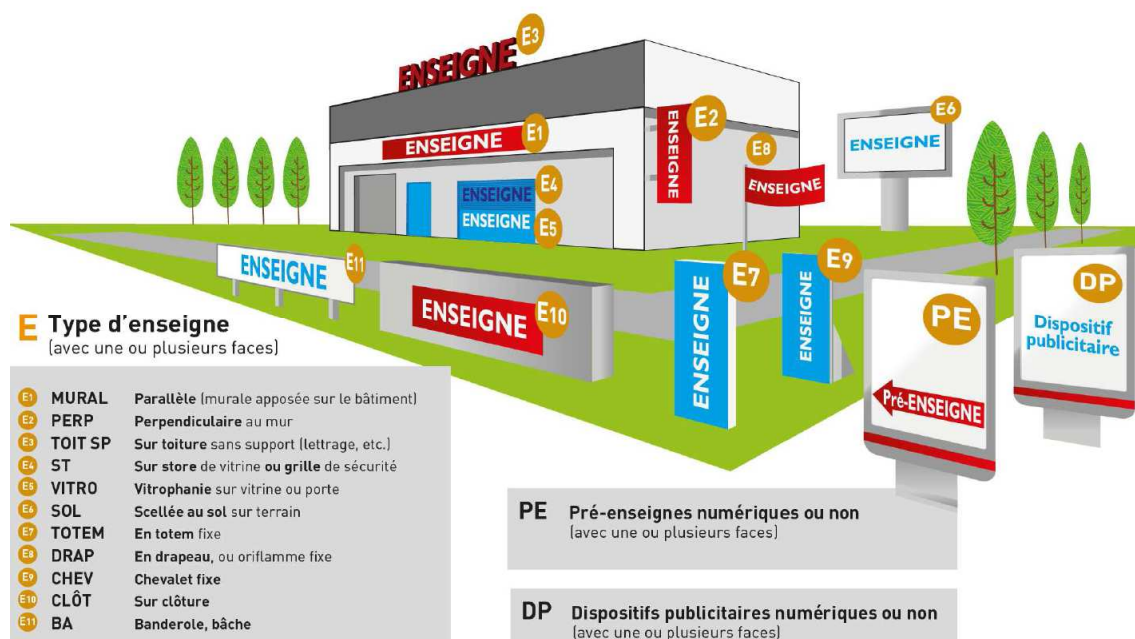 ENSEIGNE E3
ENSEIGNE E1
ENSEIGNE E2
E8
ENSEIGNE
E6
ENSEIGNE
ENSEIGNE E4
ENSEIGNE E5
ENSEIGNE E11
ENSEIGNE E10
ENSEIGNE E7
ENSEIGNE E9
PE
Pré-ENSEIGNE
DP
Dispositif
publicitaire
E Type d'enseigne
(avec une ou plusieurs faces)
E1 MURAL Parallèle (murale apposée sur le bâtiment)
E2 PERP Perpendiculaire au mur
E3 TOIT SP Sur toiture sans support (lettrage, etc.)
E4 ST Sur store de vitrine ou grille de sécurité
E5 VITRO Vitrophanie sur vitrine ou porte
E6 SOL Scellée au sol sur terrain
E7 TOTEM En totem fixe
E8 DRAP En drapeau, ou oriflamme fixe
E9 CHEV Chevalet fixe
E10 CLÔT Sur clôture
E11 BA Banderole, bâche
PE Pré-enseignes numériques ou non
(avec une ou plusieurs faces)
DP Dispositifs publicitaires numériques ou non
(avec une ou plusieurs faces)